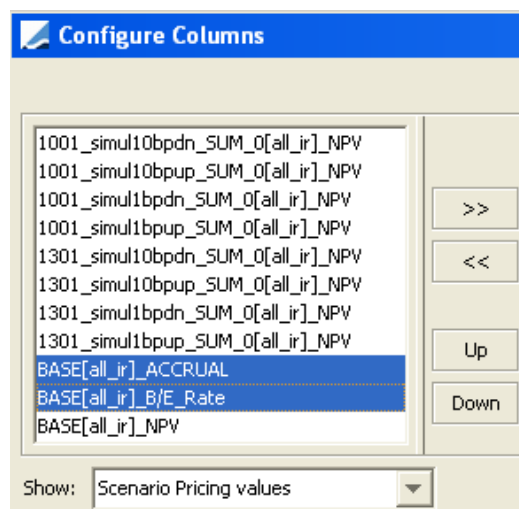 Configure Columns
1001_simul10bpdn_SUM_0[all_ir]_NPV
1001_simul10bpup_SUM_0[all_ir]_NPV
1001_simul1bpdn_SUM_0[all_ir]_NPV
1001_simul1bpup_SUM_0[all_ir]_NPV
1301_simul10bpdn_SUM_0[all_ir]_NPV
1301_simul10bpup_SUM_0[all_ir]_NPV
1301_simul1bpdn_SUM_0[all_ir]_NPV
1301_simul1bpup_SUM_0[all_ir]_NPV
BASE[all_ir]_ACCRUAL
BASE[all_ir]_B/E_Rate
BASE[all_ir]_NPV
>>
<<
Up
Down
Show: Scenario Pricing values